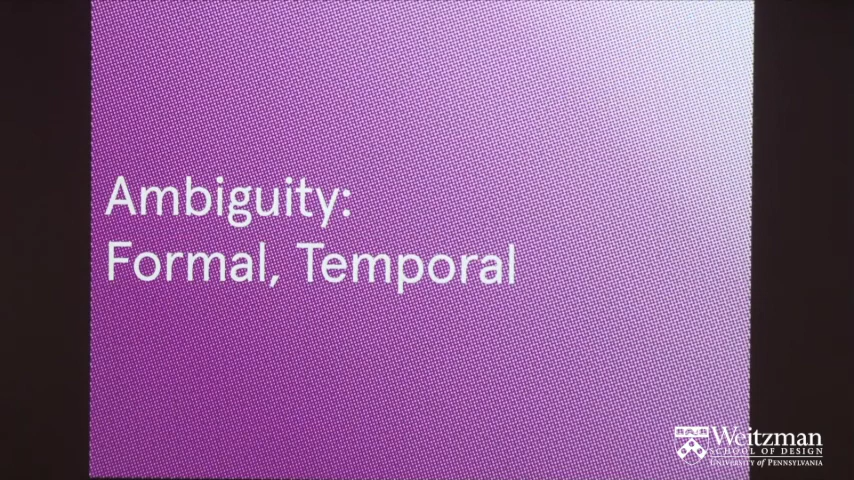 Ambiguity:
Formal, Temporal
Weitzman
SCHOOL OF DESIGN
UNIVERSITY of PENNSYLVANIA